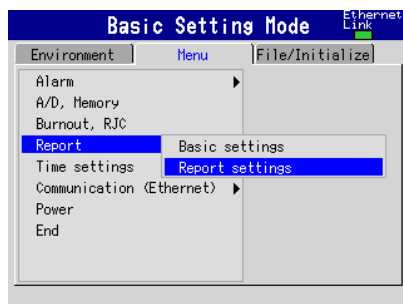 Basic Setting Mode
Ethernet
Link
Environment Menu File/Initialize
Alarm
A/D, Memory
Burnout, RJC
Report Basic settings
Time settings Report settings
Communication (Ethernet)
Power
End